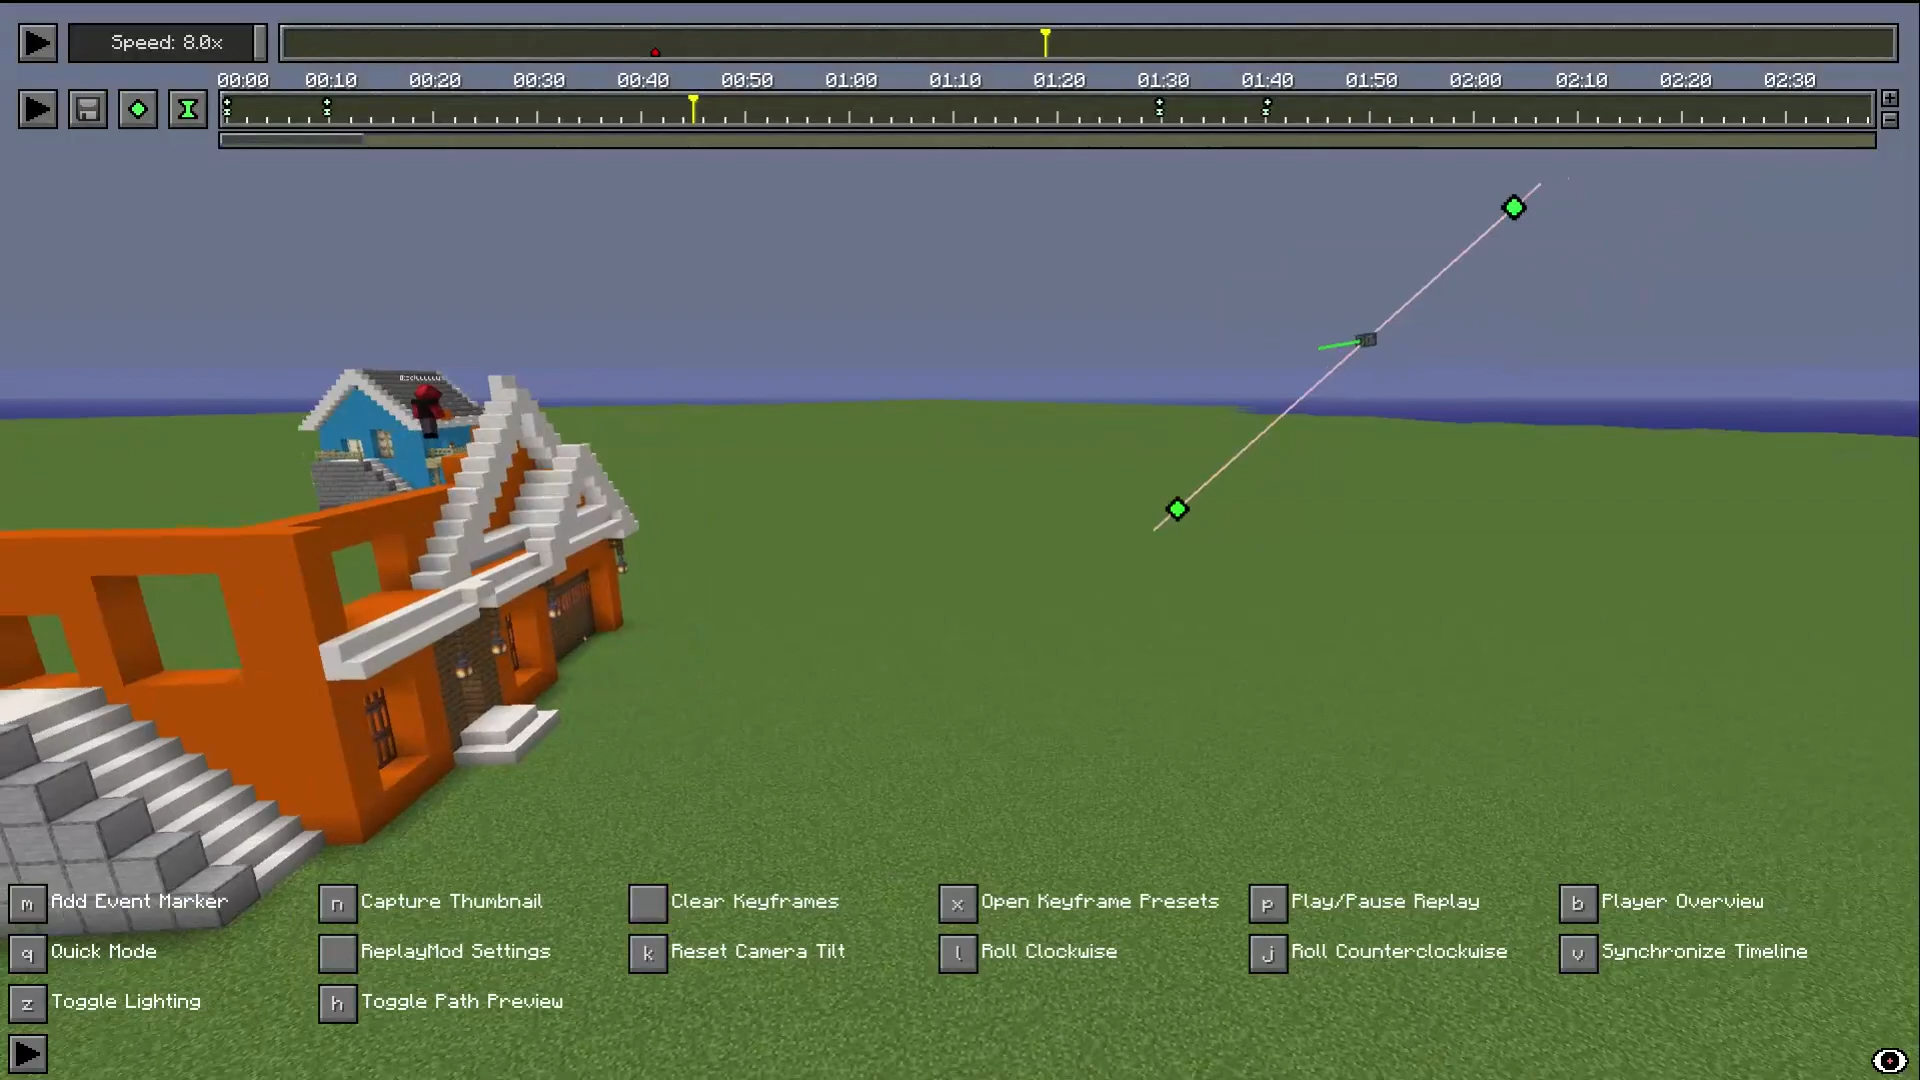 Speed: 8.0x
00:00 00:10 00:20 00:30 00:40 00:50 01:00 01:10 01:20 01:30 01:40 01:50 02:00 02:10 02:20 02:30
m Add Event Marker n Capture Thumbnail Clear Keyframes x Open Keyframe Presets p Play/Pause Replay b Player Overview
q Quick Mode ReplayMod Settings k Reset Camera Tilt l Roll Clockwise j Roll Counterclockwise v Synchronize Timeline
z Toggle Lighting h Toggle Path Preview